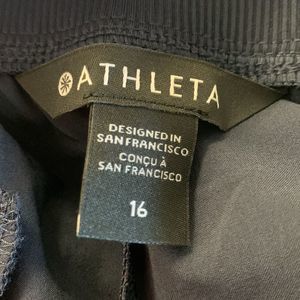 ATHLETA
DESIGNED IN
SAN FRANCISCO
CONÇU À
SAN FRANCISCO
16